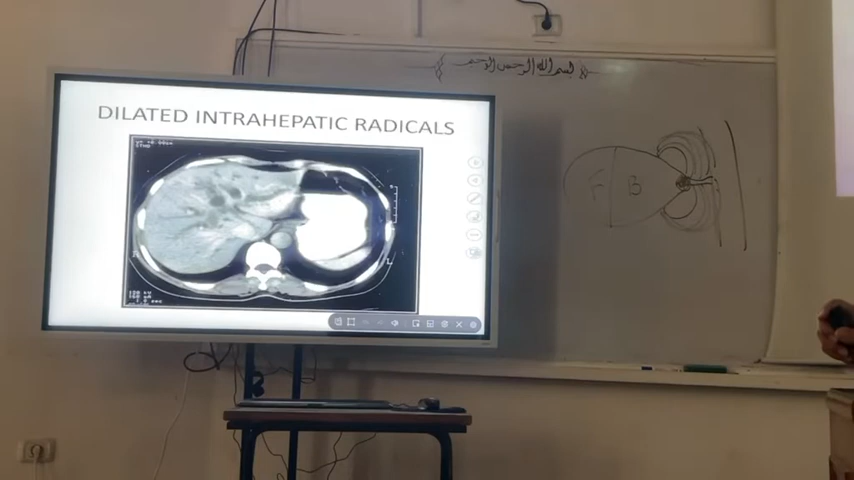 ﴾ بسم الله الرحمن الرحيم ﴿
DILATED INTRAHEPATIC RADICALS
F B
L